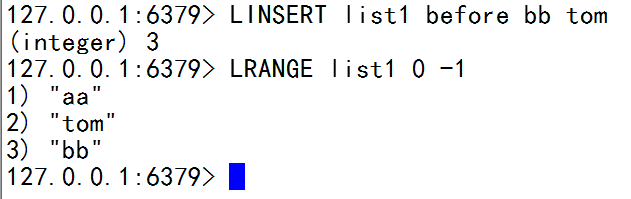 127.0.0.1:6379> LINSERT list1 before bb tom
(integer) 3
127.0.0.1:6379> LRANGE list1 0 -1
1) "aa"
2) "tom"
3) "bb"
127.0.0.1:6379>